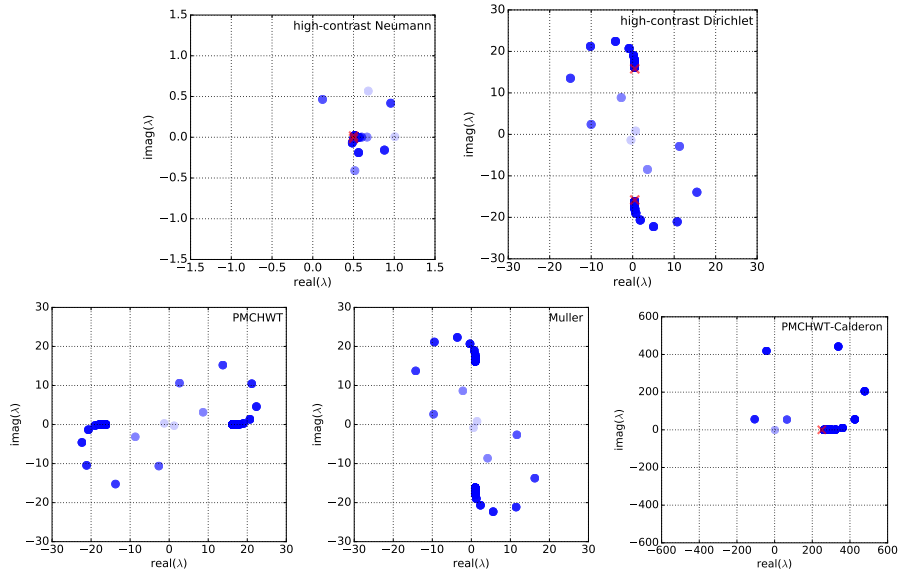 high-contrast Neumann
imag(λ)
1.5
1.0
0.5
0.0
−0.5
−1.0
−1.5
−1.5 −1.0 −0.5 0.0 0.5 1.0 1.5
real(λ)
high-contrast Dirichlet
imag(λ)
30
20
10
0
−10
−20
−30
−30 −20 −10 0 10 20 30
real(λ)
PMCHWT
imag(λ)
30
20
10
0
−10
−20
−30
−30 −20 −10 0 10 20 30
real(λ)
Muller
imag(λ)
30
20
10
0
−10
−20
−30
−30 −20 −10 0 10 20 30
real(λ)
PMCHWT-Calderon
imag(λ)
600
400
200
0
−200
−400
−600
−600 −400 −200 0 200 400 600
real(λ)